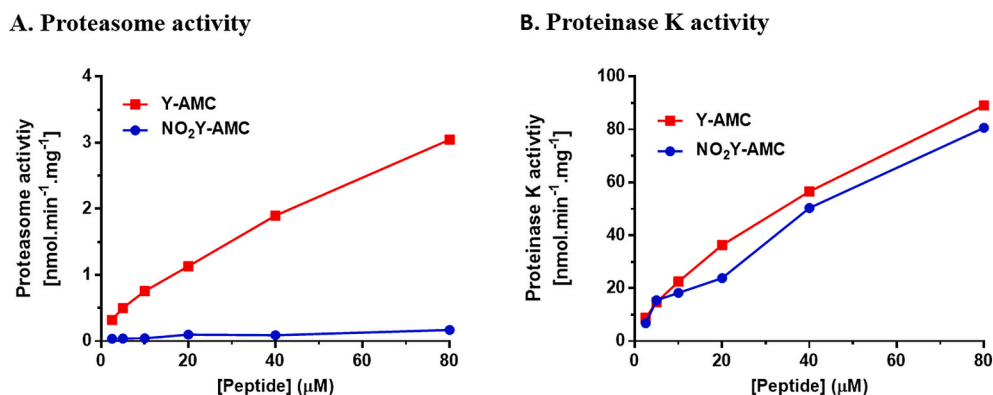 A. Proteasome activity
4
3
2
1
0
0
20
40
60
80
Proteasome activity
[nmol.min⁻¹.mg⁻¹]
[Peptide] (μM)
Y-AMC
NO₂Y-AMC
B. Proteinase K activity
100
80
60
40
20
0
0
20
40
60
80
Proteinase K activtiy
[nmol.min⁻¹.mg⁻¹]
[Peptide] (μM)
Y-AMC
NO₂Y-AMC